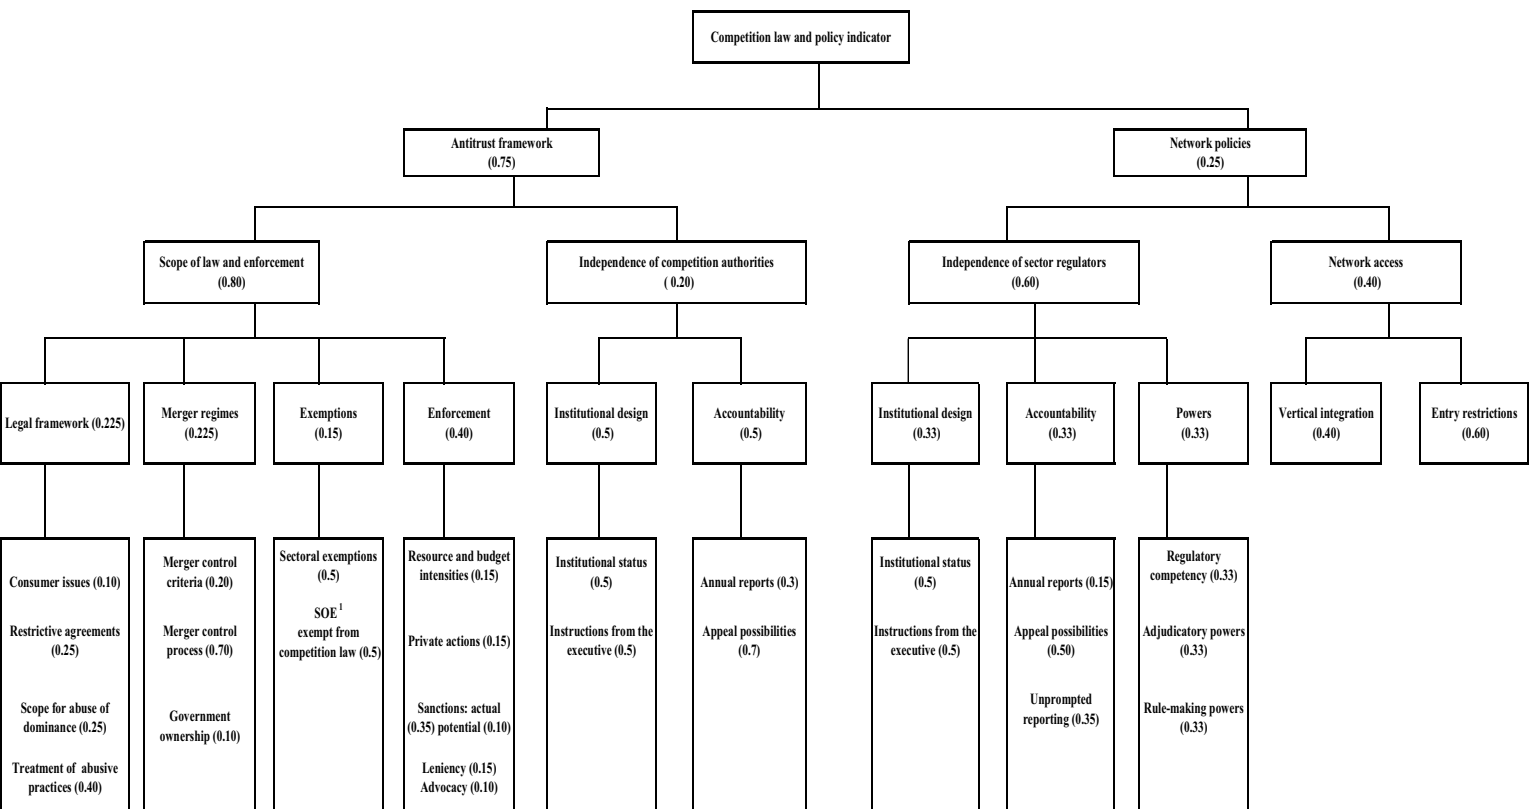 Competition law and policy indicator
Antitrust framework
(0.75)
Network policies
(0.25)
Scope of law and enforcement
(0.80)
Independence of competition authorities
( 0.20)
Independence of sector regulators
(0.60)
Network access
(0.40)
Legal framework (0.225)
Merger regimes
(0.225)
Exemptions
(0.15)
Enforcement
(0.40)
Institutional design
(0.5)
Accountability
(0.5)
Institutional design
(0.33)
Accountability
(0.33)
Powers
(0.33)
Vertical integration
(0.40)
Entry restrictions
(0.60)
Consumer issues (0.10)
Restrictive agreements
(0.25)
Scope for abuse of
dominance (0.25)
Treatment of abusive
practices (0.40)
Merger control
criteria (0.20)
Merger control
process (0.70)
Government
ownership (0.10)
Sectoral exemptions
(0.5)
SOE 1
exempt from
competition law (0.5)
Resource and budget
intensities (0.15)
Private actions (0.15)
Sanctions: actual
(0.35) potential (0.10)
Leniency (0.15)
Advocacy (0.10)
Institutional status
(0.5)
Instructions from the
executive (0.5)
Annual reports (0.3)
Appeal possibilities
(0.7)
Institutional status
(0.5)
Instructions from the
executive (0.5)
Annual reports (0.15)
Appeal possibilities
(0.50)
Unprompted
reporting (0.35)
Regulatory
competency (0.33)
Adjudicatory powers
(0.33)
Rule-making powers
(0.33)